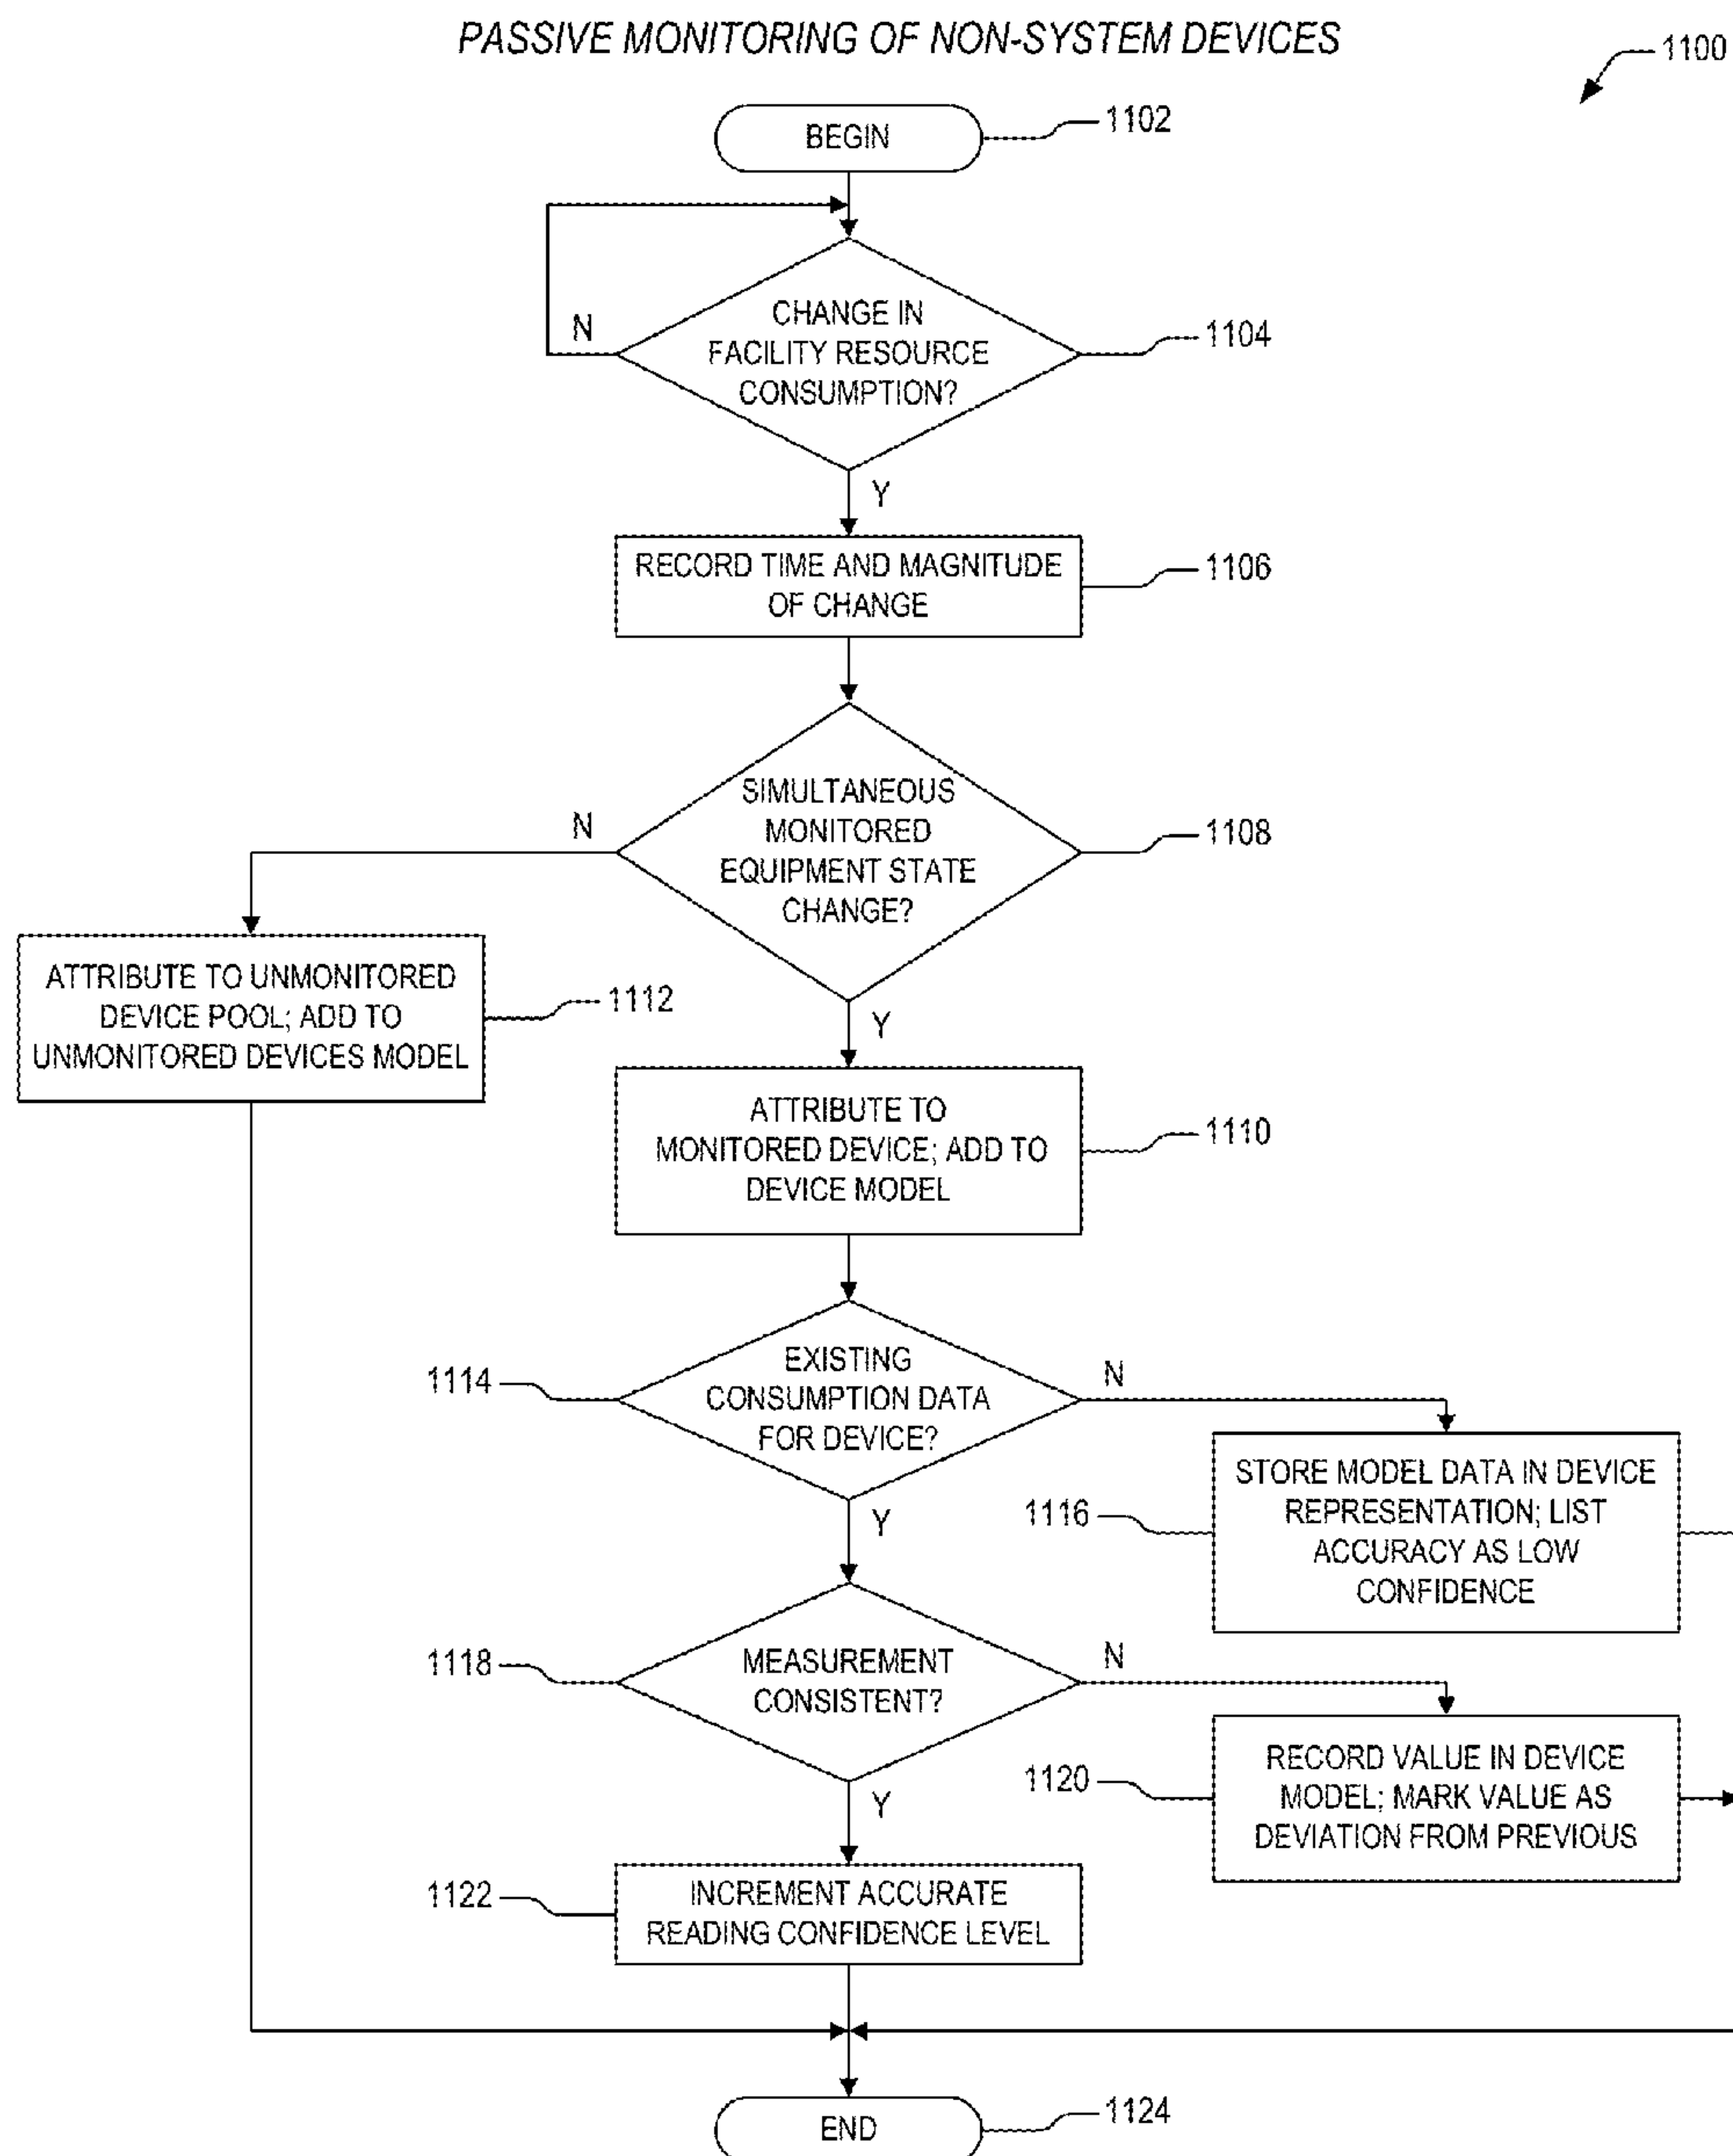 PASSIVE MONITORING OF NON-SYSTEM DEVICES
1100
BEGIN
1102
CHANGE IN
FACILITY RESOURCE
CONSUMPTION?
N
1104
Y
RECORD TIME AND MAGNITUDE
OF CHANGE
1106
SIMULTANEOUS
MONITORED
EQUIPMENT STATE
CHANGE?
N
1108
Y
ATTRIBUTE TO UNMONITORED
DEVICE POOL; ADD TO
UNMONITORED DEVICES MODEL
1112
ATTRIBUTE TO
MONITORED DEVICE; ADD TO
DEVICE MODEL
1110
1114
EXISTING
CONSUMPTION DATA
FOR DEVICE?
N
Y
1116
STORE MODEL DATA IN DEVICE
REPRESENTATION; LIST
ACCURACY AS LOW
CONFIDENCE
1118
MEASUREMENT
CONSISTENT?
N
Y
1120
RECORD VALUE IN DEVICE
MODEL; MARK VALUE AS
DEVIATION FROM PREVIOUS
1122
INCREMENT ACCURATE
READING CONFIDENCE LEVEL
END
1124